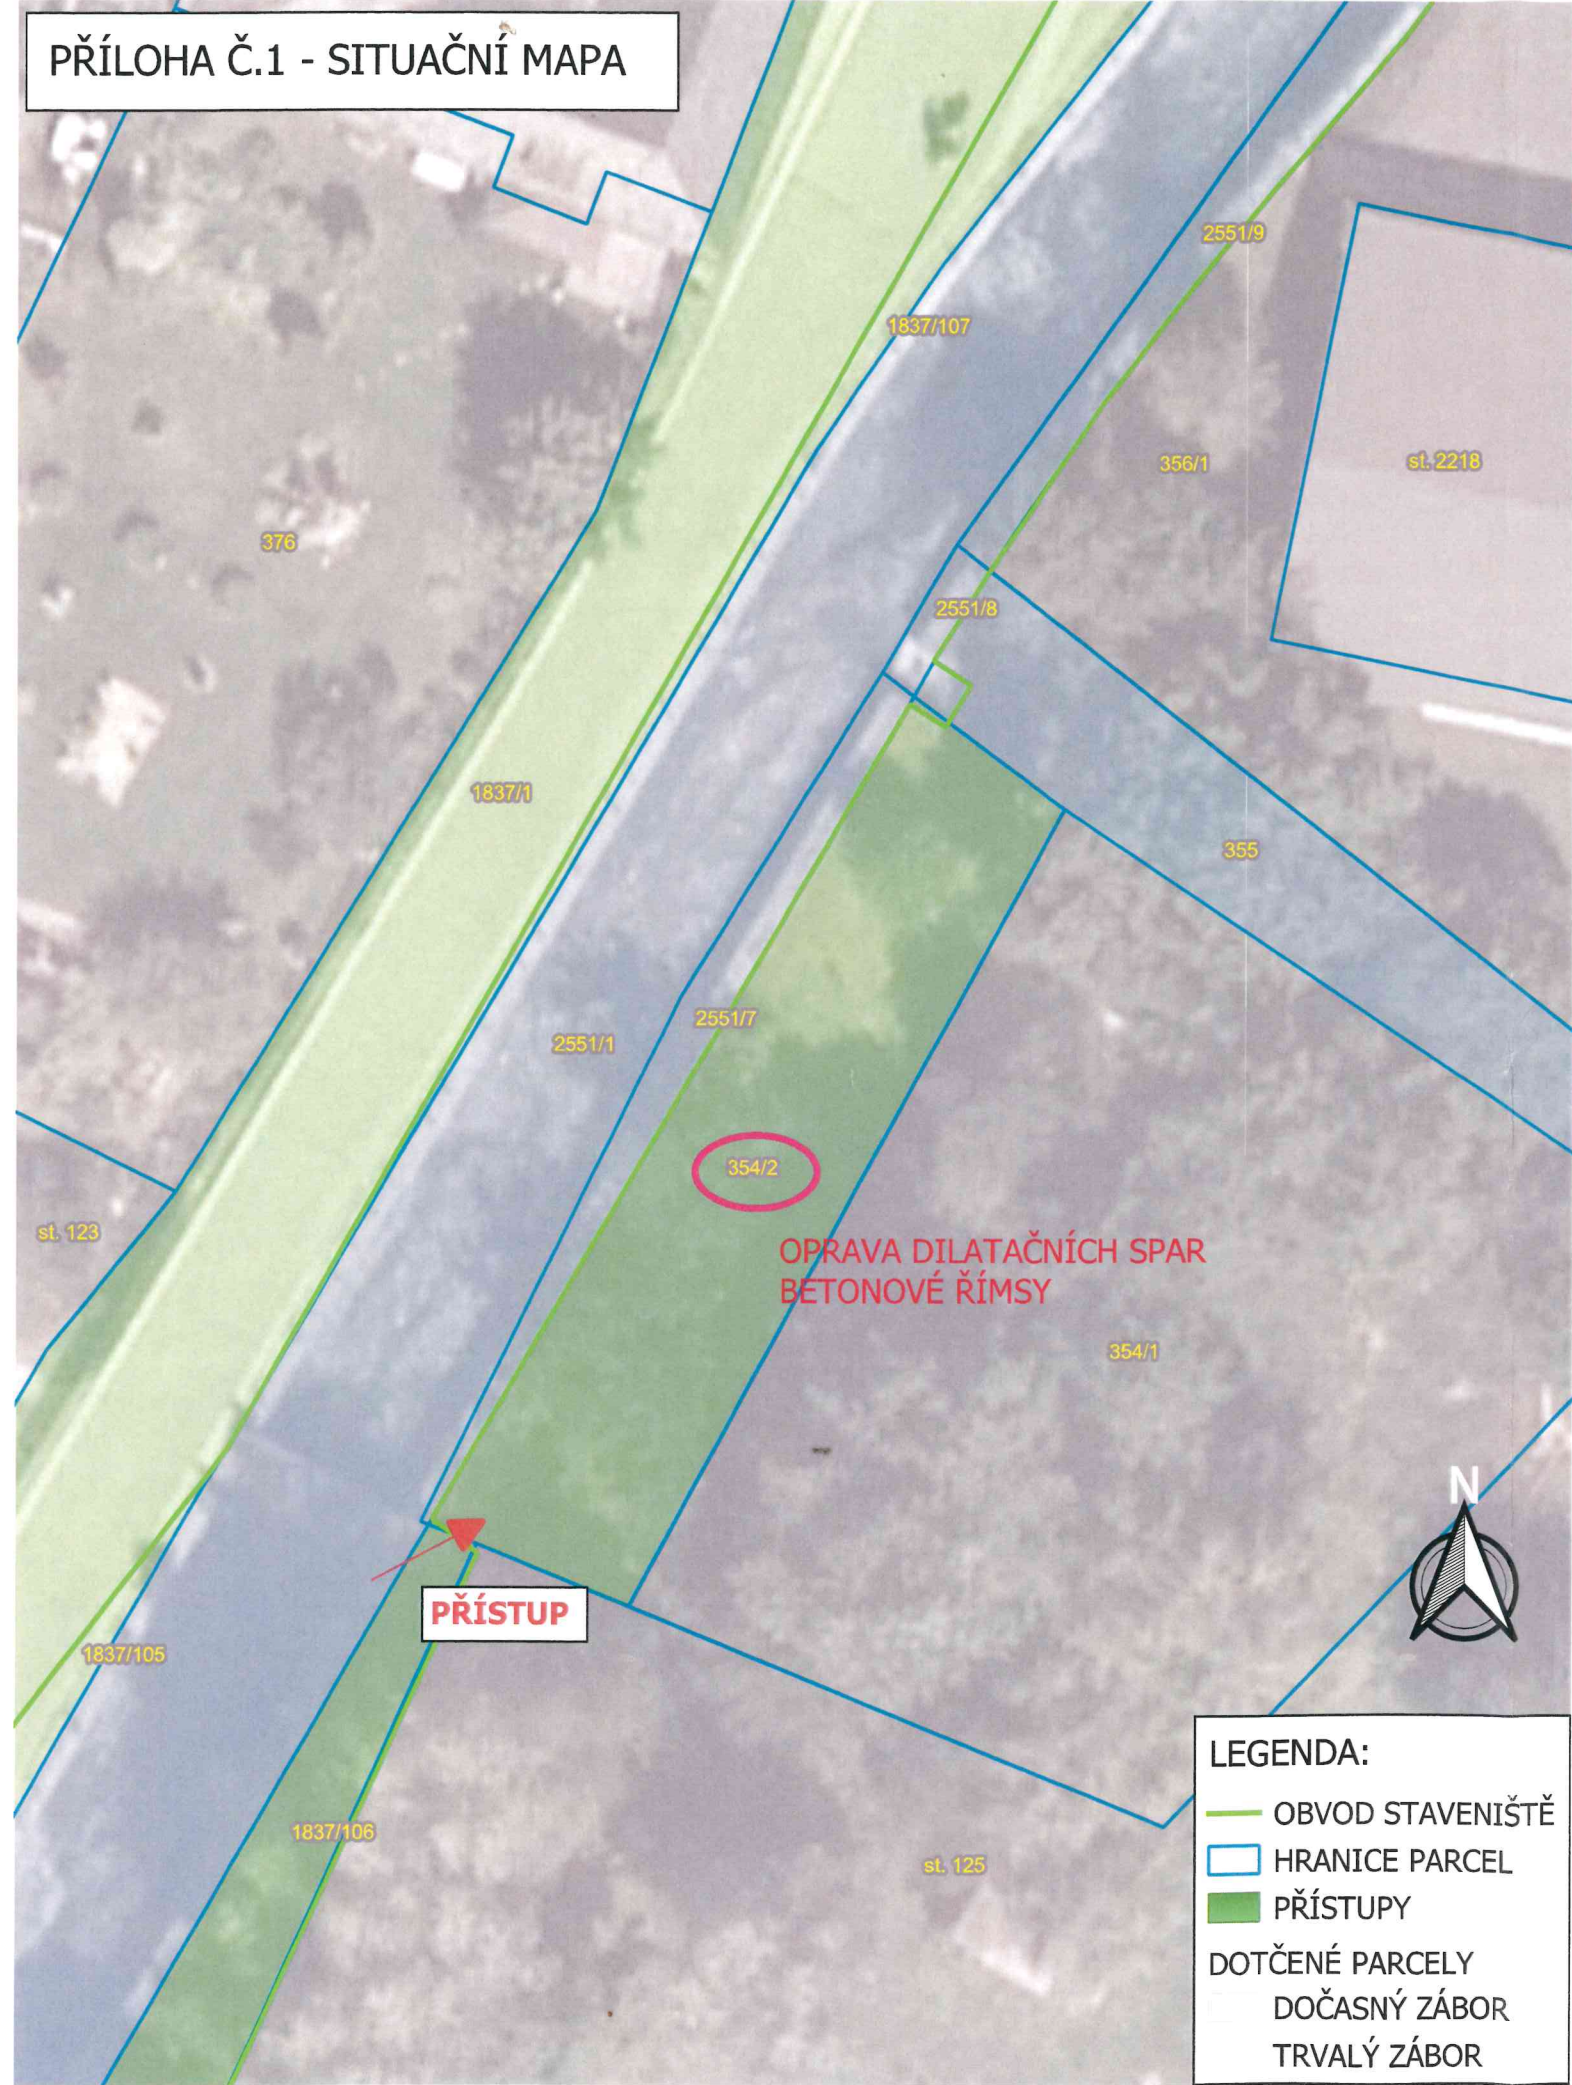 PŘÍLOHA Č.1 - SITUAČNÍ MAPA
2551/9
1837/107
356/1
st. 2218
376
2551/8
1837/1
355
2551/7
2551/1
354/2
st. 123
OPRAVA DILATAČNÍCH SPAR
BETONOVÉ ŘÍMSY
354/1
N
PŘÍSTUP
1837/105
1837/106
st. 125
LEGENDA:
OBVOD STAVENIŠTĚ
HRANICE PARCEL
PŘÍSTUPY
DOTČENÉ PARCELY
DOČASNÝ ZÁBOR
TRVALÝ ZÁBOR